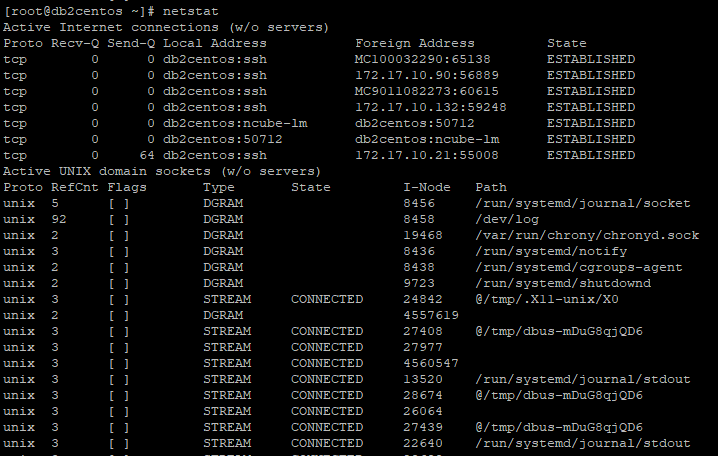 [root@db2centos ~]# netstat
Active Internet connections (w/o servers)
Proto Recv-Q Send-Q Local Address           Foreign Address         State
tcp        0      0 db2centos:ssh           MC100032290:65138       ESTABLISHED
tcp        0      0 db2centos:ssh           172.17.10.90:56889      ESTABLISHED
tcp        0      0 db2centos:ssh           MC9011082273:60615      ESTABLISHED
tcp        0      0 db2centos:ssh           172.17.10.132:59248     ESTABLISHED
tcp        0      0 db2centos:ncube-lm      db2centos:50712         ESTABLISHED
tcp        0      0 db2centos:50712         db2centos:ncube-lm      ESTABLISHED
tcp        0     64 db2centos:ssh           172.17.10.21:55008      ESTABLISHED
Active UNIX domain sockets (w/o servers)
Proto RefCnt Flags       Type       State         I-Node   Path
unix  5      [ ]         DGRAM                    8456     /run/systemd/journal/socket
unix  92     [ ]         DGRAM                    8458     /dev/log
unix  2      [ ]         DGRAM                    19468    /var/run/chrony/chronyd.sock
unix  3      [ ]         DGRAM                    8436     /run/systemd/notify
unix  2      [ ]         DGRAM                    8438     /run/systemd/cgroups-agent
unix  2      [ ]         DGRAM                    9723     /run/systemd/shutdownd
unix  3      [ ]         STREAM     CONNECTED     24842    @/tmp/.X11-unix/X0
unix  2      [ ]         DGRAM                    4557619
unix  3      [ ]         STREAM     CONNECTED     27408    @/tmp/dbus-mDuG8qjQD6
unix  3      [ ]         STREAM     CONNECTED     27977
unix  3      [ ]         STREAM     CONNECTED     4560547
unix  3      [ ]         STREAM     CONNECTED     13520    /run/systemd/journal/stdout
unix  3      [ ]         STREAM     CONNECTED     28674    @/tmp/dbus-mDuG8qjQD6
unix  3      [ ]         STREAM     CONNECTED     26064
unix  3      [ ]         STREAM     CONNECTED     27439    @/tmp/dbus-mDuG8qjQD6
unix  3      [ ]         STREAM     CONNECTED     22640    /run/systemd/journal/stdout